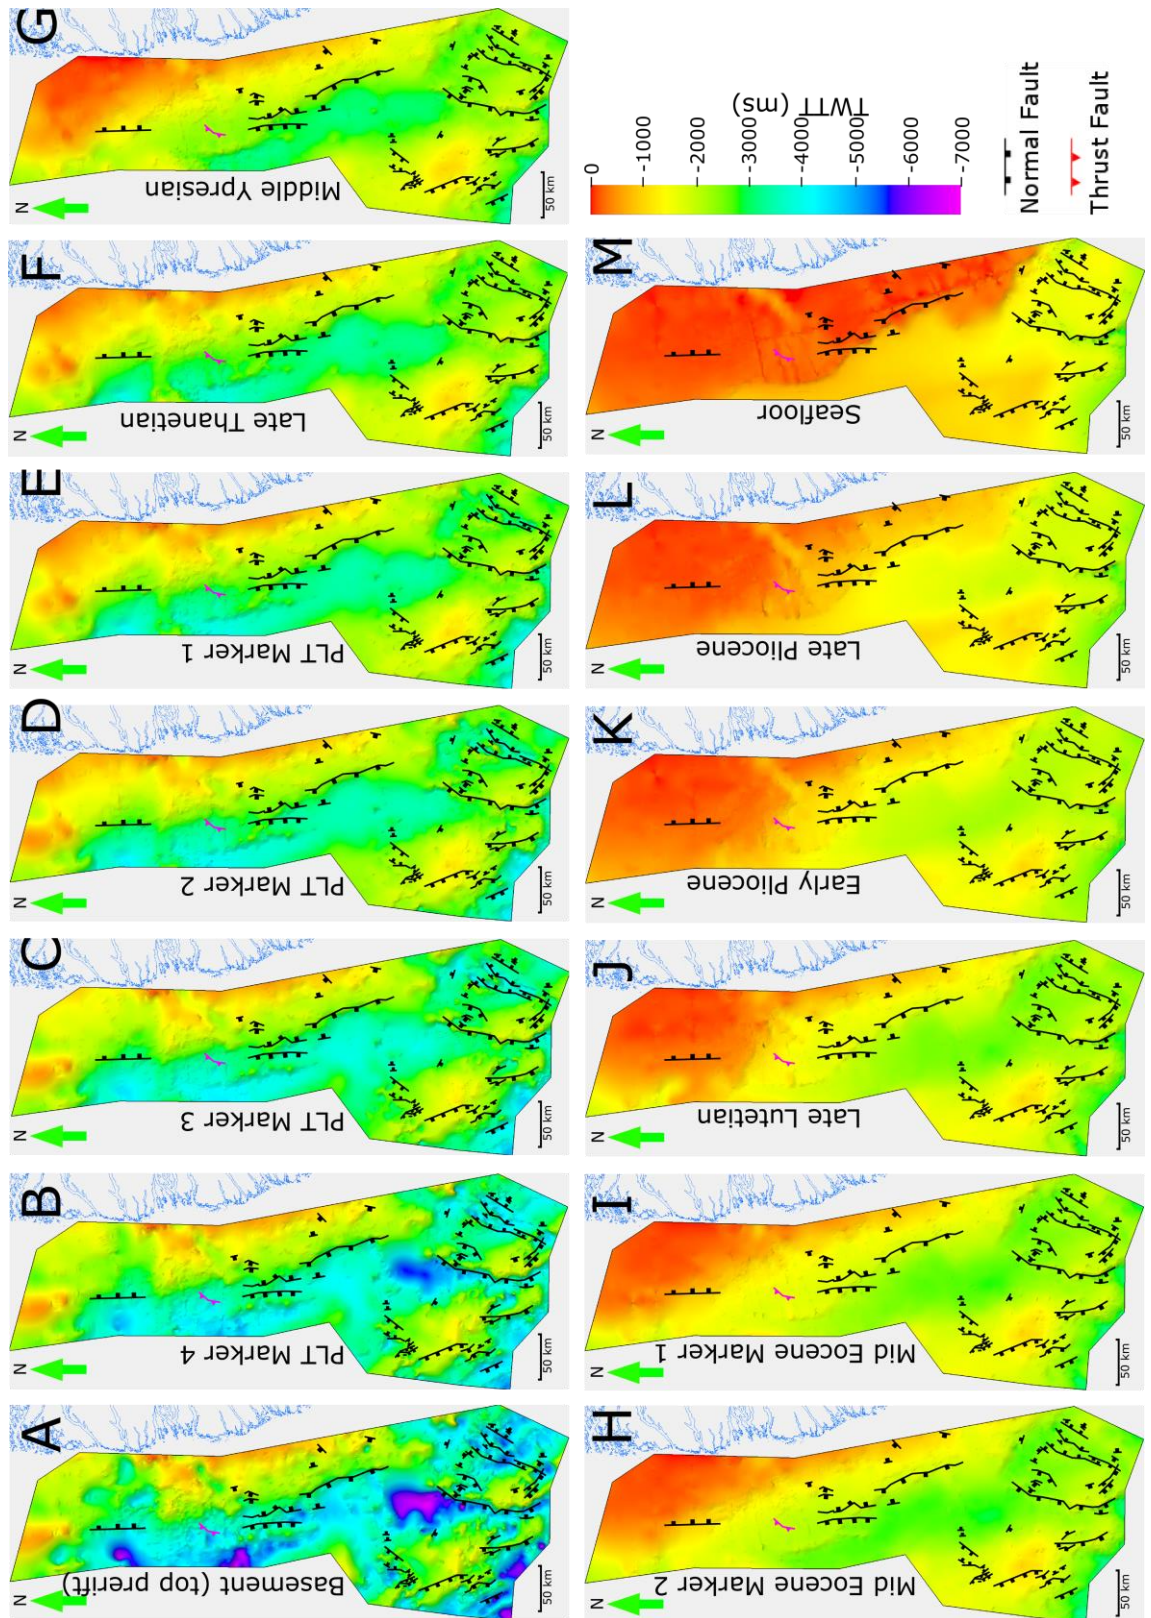 A
N
Basement (top prerift)
50 km
B
N
PLT Marker 4
50 km
C
N
PLT Marker 3
50 km
D
N
PLT Marker 2
50 km
E
N
PLT Marker 1
50 km
F
N
Late Thanetian
50 km
G
N
Middle Ypresian
50 km
H
N
Mid Eocene Marker 2
50 km
I
N
Mid Eocene Marker 1
50 km
J
N
Late Lutetian
50 km
K
N
Early Pliocene
50 km
L
N
Late Pliocene
50 km
M
N
Seafloor
50 km
TWTT (ms)
0
-1000
-2000
-3000
-4000
-5000
-6000
-7000
Normal Fault
Thrust Fault